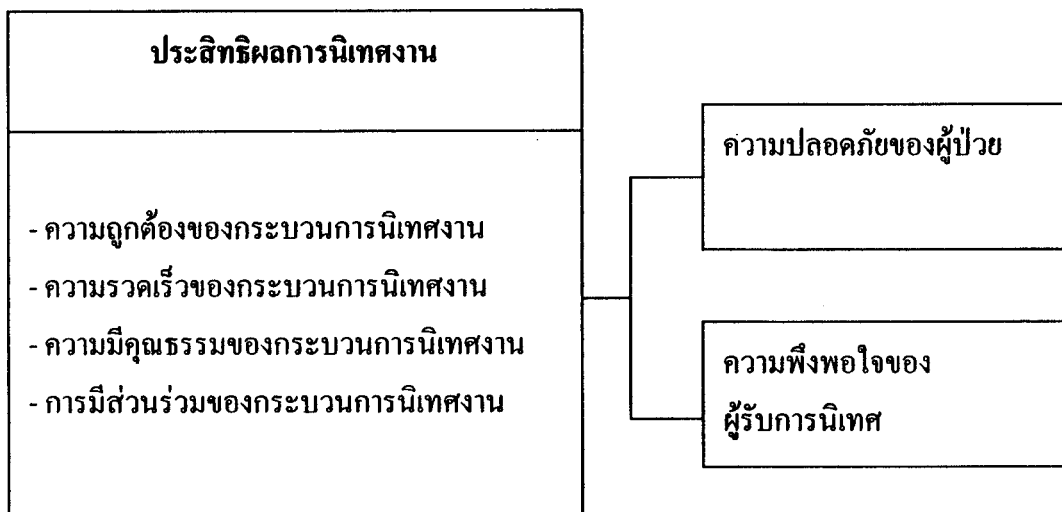 ประสิทธิผลการนิเทศงาน
- ความถูกต้องของกระบวนการนิเทศงาน
- ความรวดเร็วของกระบวนการนิเทศงาน
- ความมีคุณธรรมของกระบวนการนิเทศงาน
- การมีส่วนร่วมของกระบวนการนิเทศงาน
ความปลอดภัยของผู้ป่วย
ความพึงพอใจของ
ผู้รับการนิเทศ